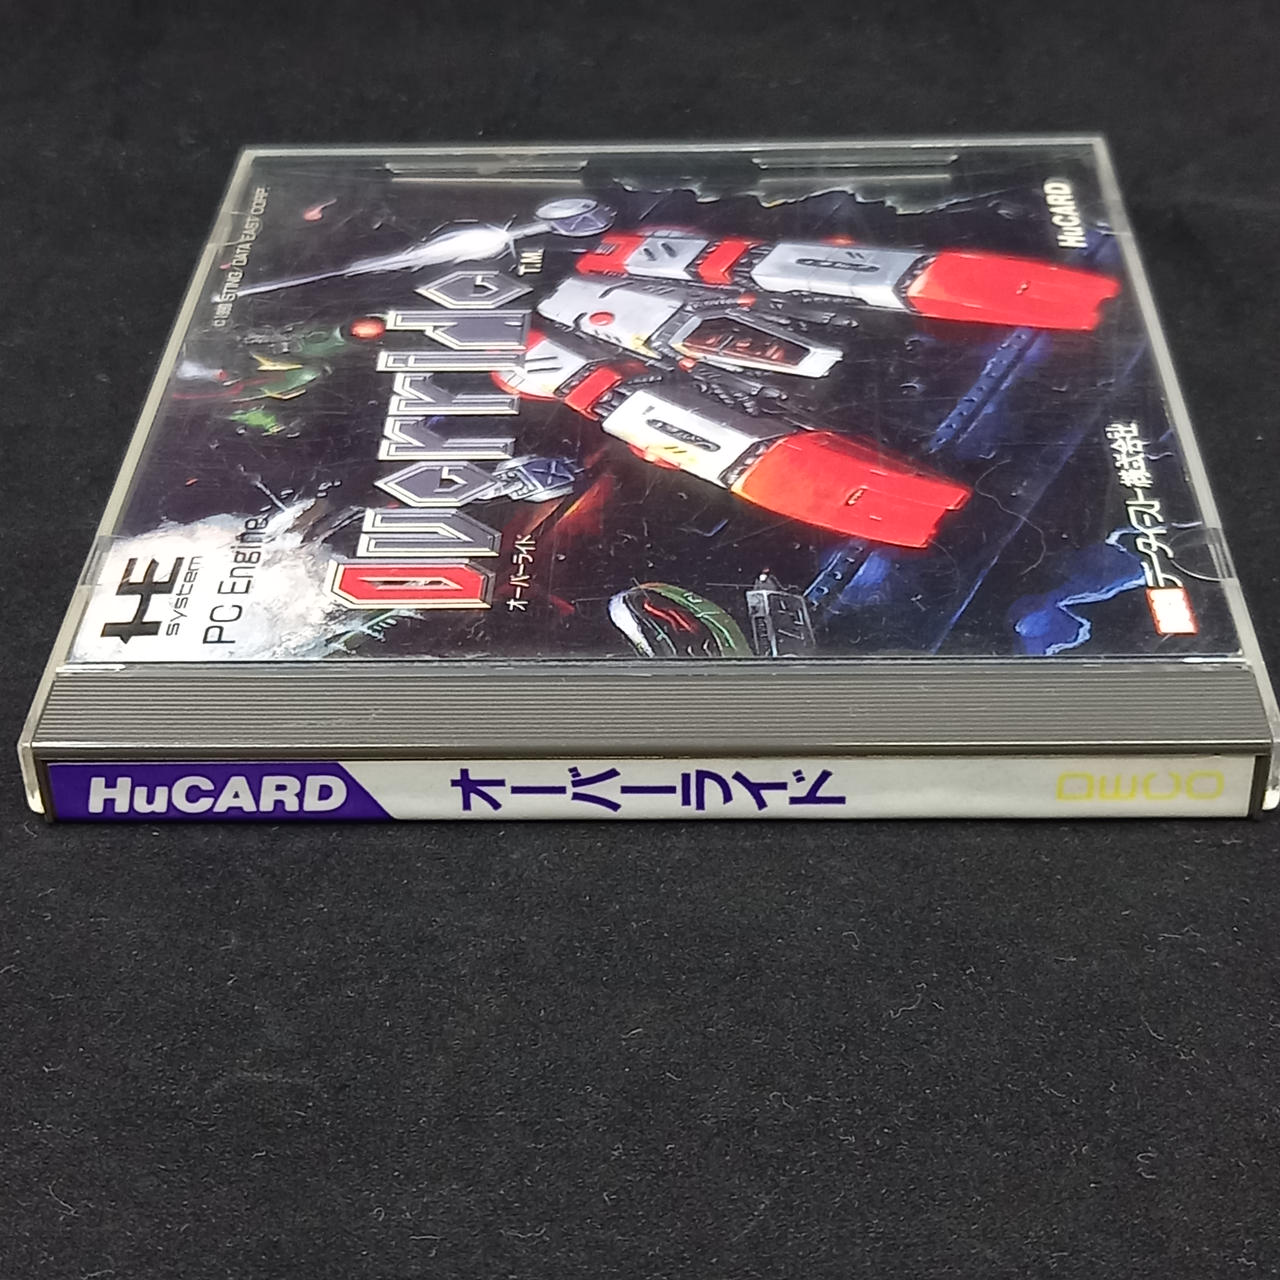 HE
system
PC Engine
Override
T.M.
オーバーライド
STING/DATA EAST CORP.
HuCARD
データイースト株式会社
HuCARD
オーバーライド
DECO